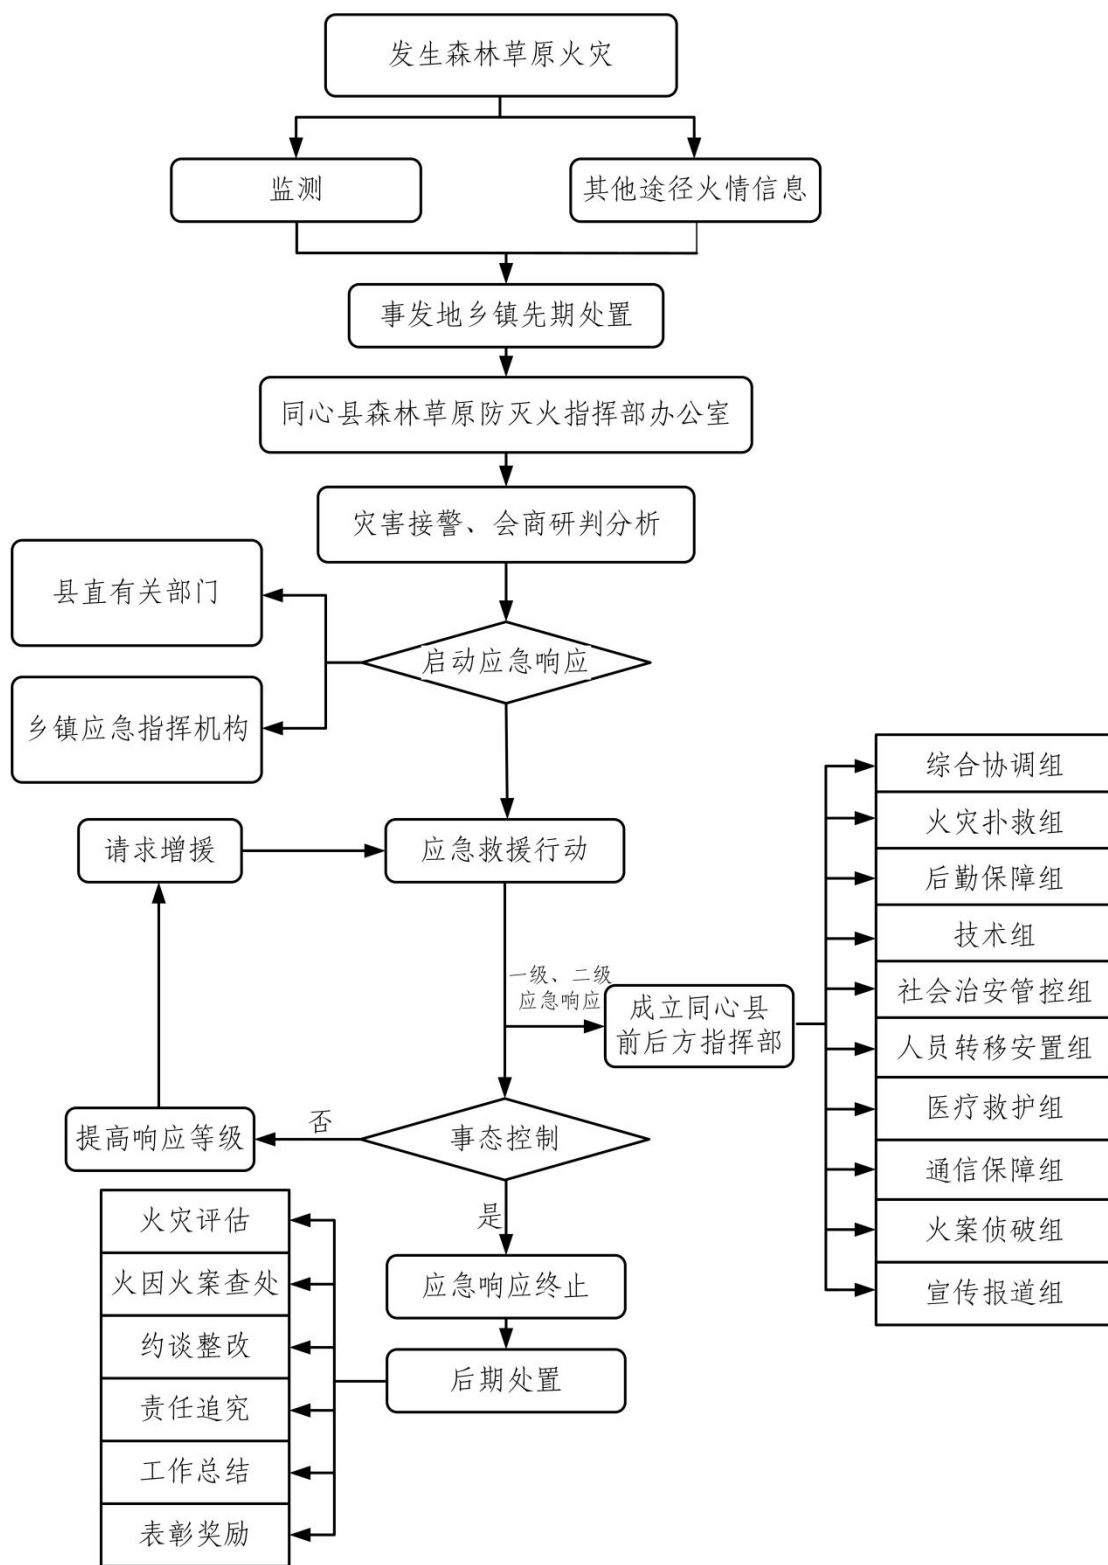 发生森林草原火灾
监测
其他途径火情信息
事发地乡镇先期处置
同心县森林草原防灭火指挥部办公室
灾害接警、会商研判分析
县直有关部门
启动应急响应
乡镇应急指挥机构
请求增援
应急救援行动
一级、二级
应急响应
成立同心县
前后方指挥部
综合协调组
火灾扑救组
后勤保障组
技术组
社会治安管控组
人员转移安置组
医疗救护组
通信保障组
火案侦破组
宣传报道组
提高响应等级
否
事态控制
是
应急响应终止
后期处置
火灾评估
火因火案查处
约谈整改
责任追究
工作总结
表彰奖励